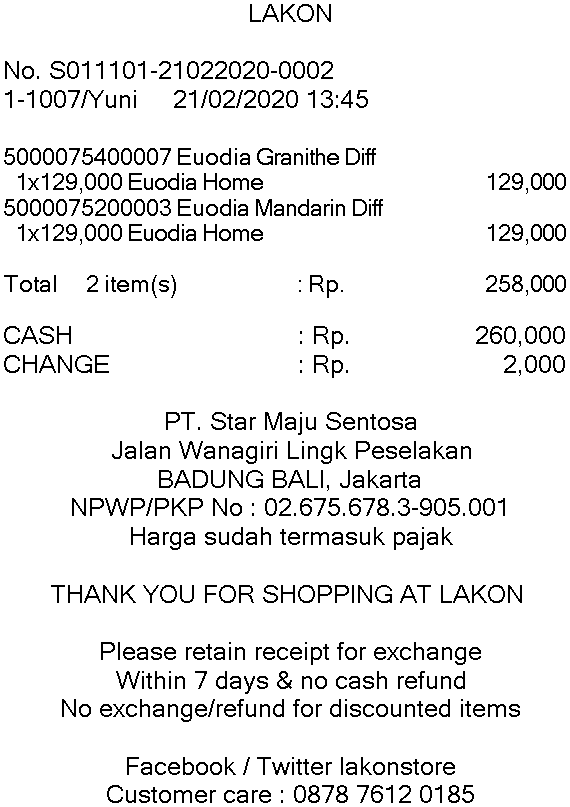 LAKON
No. S011101-21022020-0002
1-1007/Yuni 21/02/2020 13:45
5000075400007 Euodia Granithe Diff
1x129,000 Euodia Home 129,000
5000075200003 Euodia Mandarin Diff
1x129,000 Euodia Home 129,000
Total 2 item(s) : Rp. 258,000
CASH : Rp. 260,000
CHANGE : Rp. 2,000
PT. Star Maju Sentosa
Jalan Wanagiri Lingk Peselakan
BADUNG BALI, Jakarta
NPWP/PKP No : 02.675.678.3-905.001
Harga sudah termasuk pajak
THANK YOU FOR SHOPPING AT LAKON
Please retain receipt for exchange
Within 7 days & no cash refund
No exchange/refund for discounted items
Facebook / Twitter lakonstore
Customer care : 0878 7612 0185